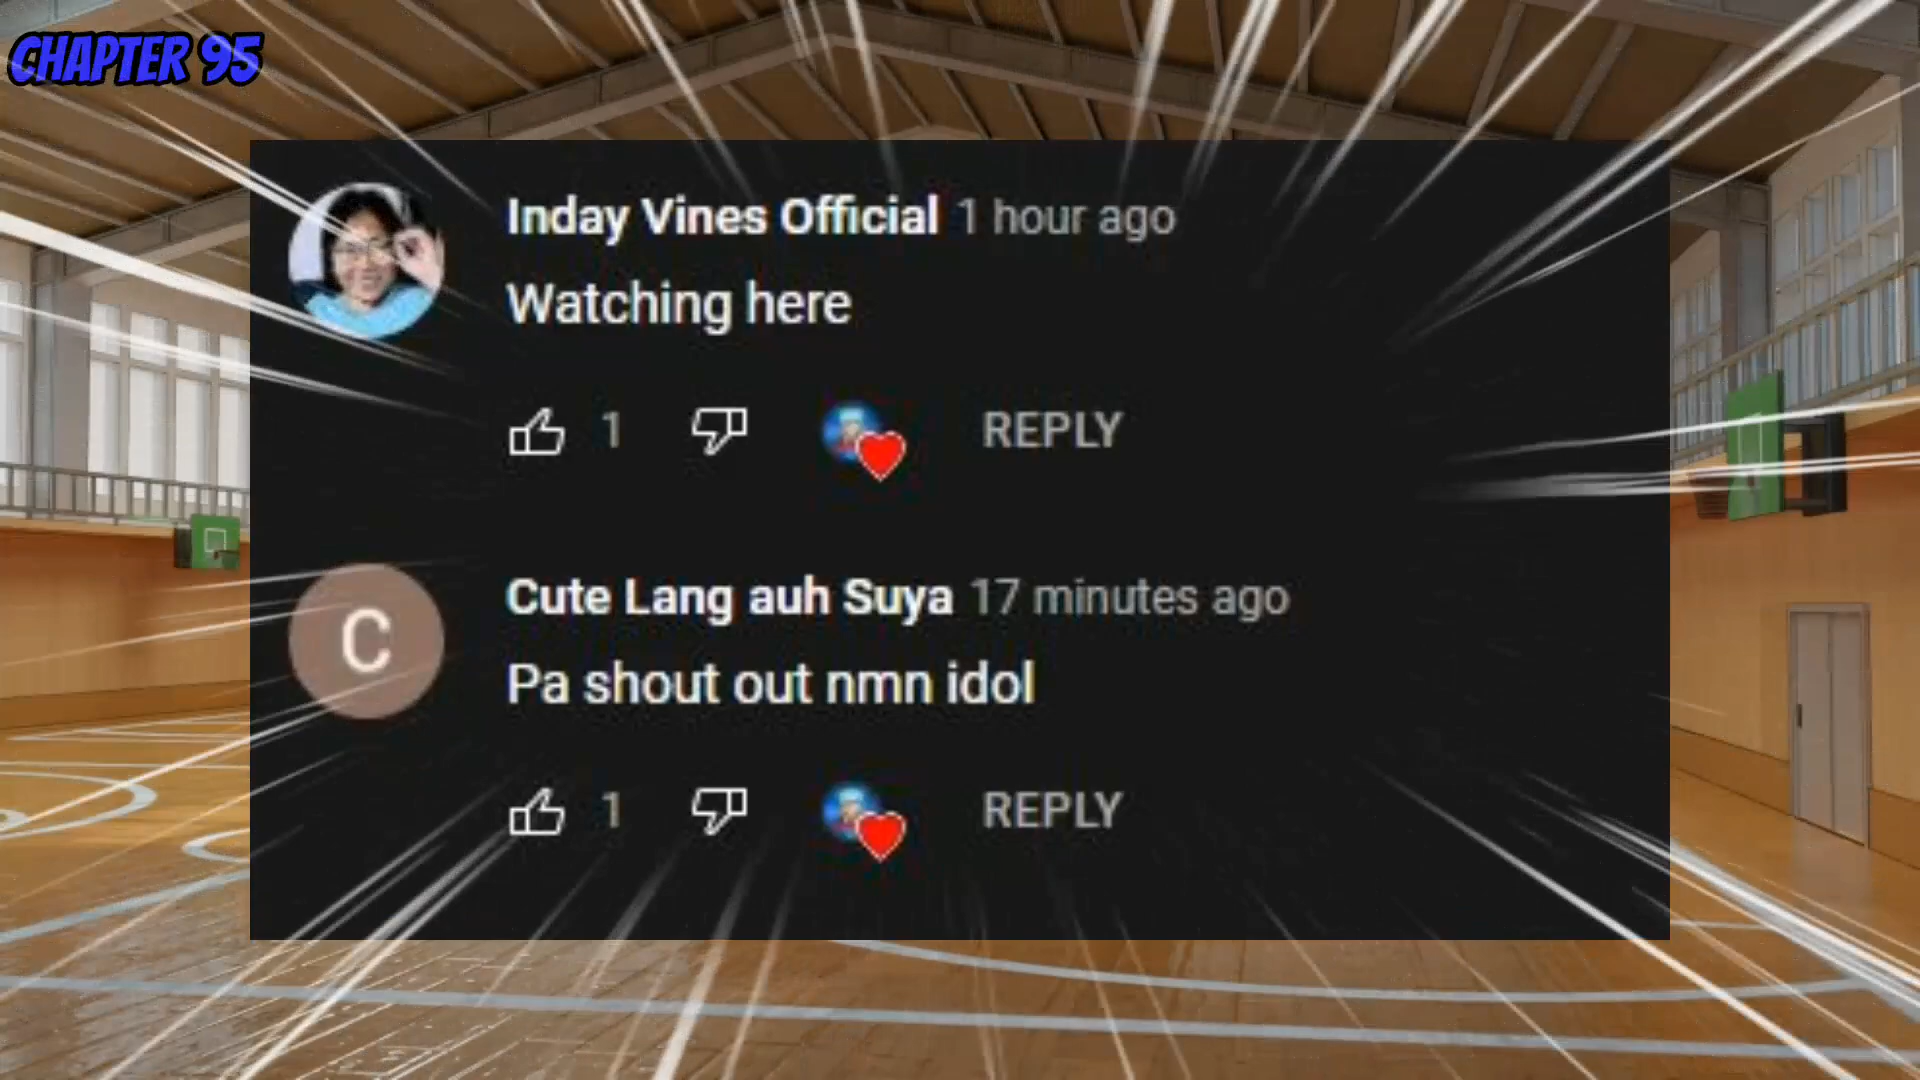 CHAPTER 95
Inday Vines Official 1 hour ago
Watching here
1 REPLY
C
Cute Lang auh Suya 17 minutes ago
Pa shout out nmn idol
1 REPLY